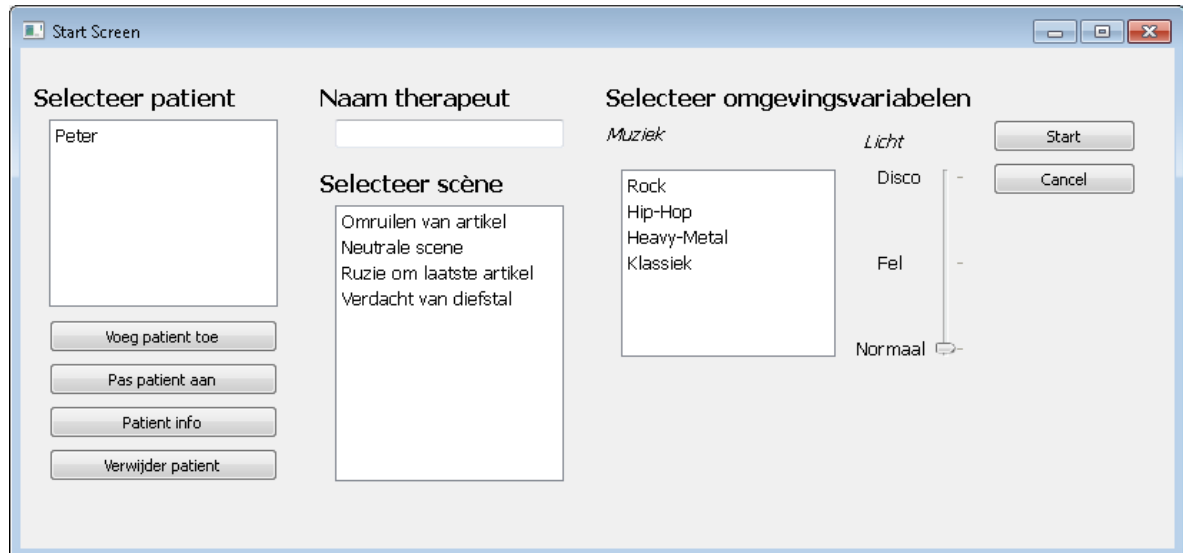 Start Screen
Selecteer patient
Peter
Voeg patient toe
Pas patient aan
Patient info
Verwijder patient
Naam therapeut
Selecteer scène
Omruilen van artikel
Neutrale scene
Ruzie om laatste artikel
Verdacht van diefstal
Selecteer omgevingsvariabelen
Muziek
Rock
Hip-Hop
Heavy-Metal
Klassiek
Licht
Disco
Fel
Normaal
Start
Cancel